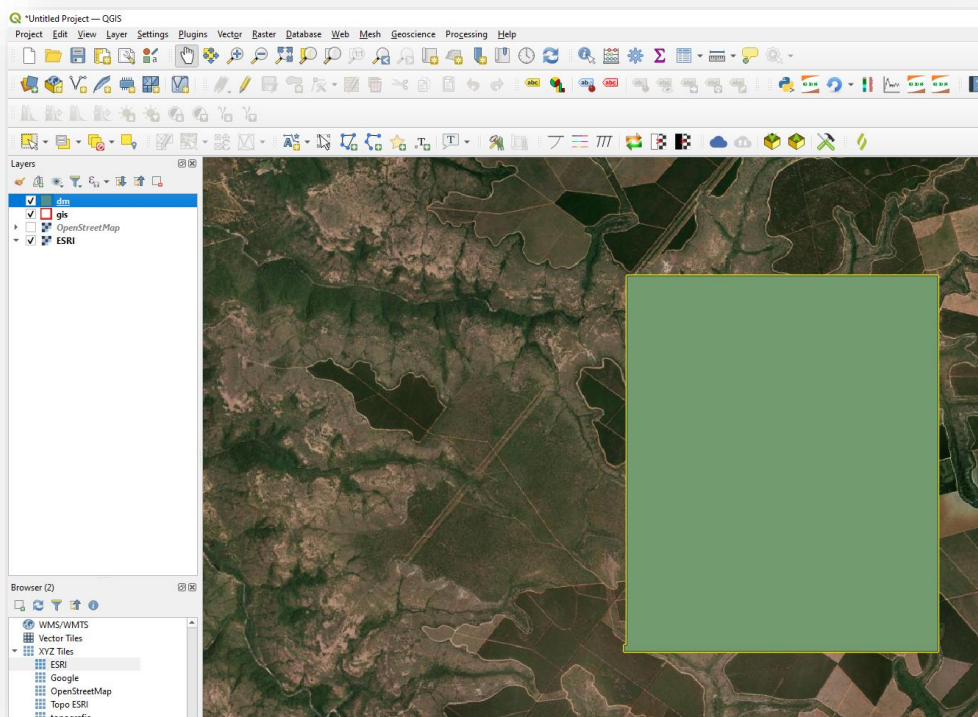 *Untitled Project — QGIS
Project Edit View Layer Settings Plugins Vector Raster Database Web Mesh Geoscience Processing Help
Layers
dm
gis
OpenStreetMap
ESRI
Browser (2)
WMS/WMTS
Vector Tiles
XYZ Tiles
ESRI
Google
OpenStreetMap
Topo ESRI